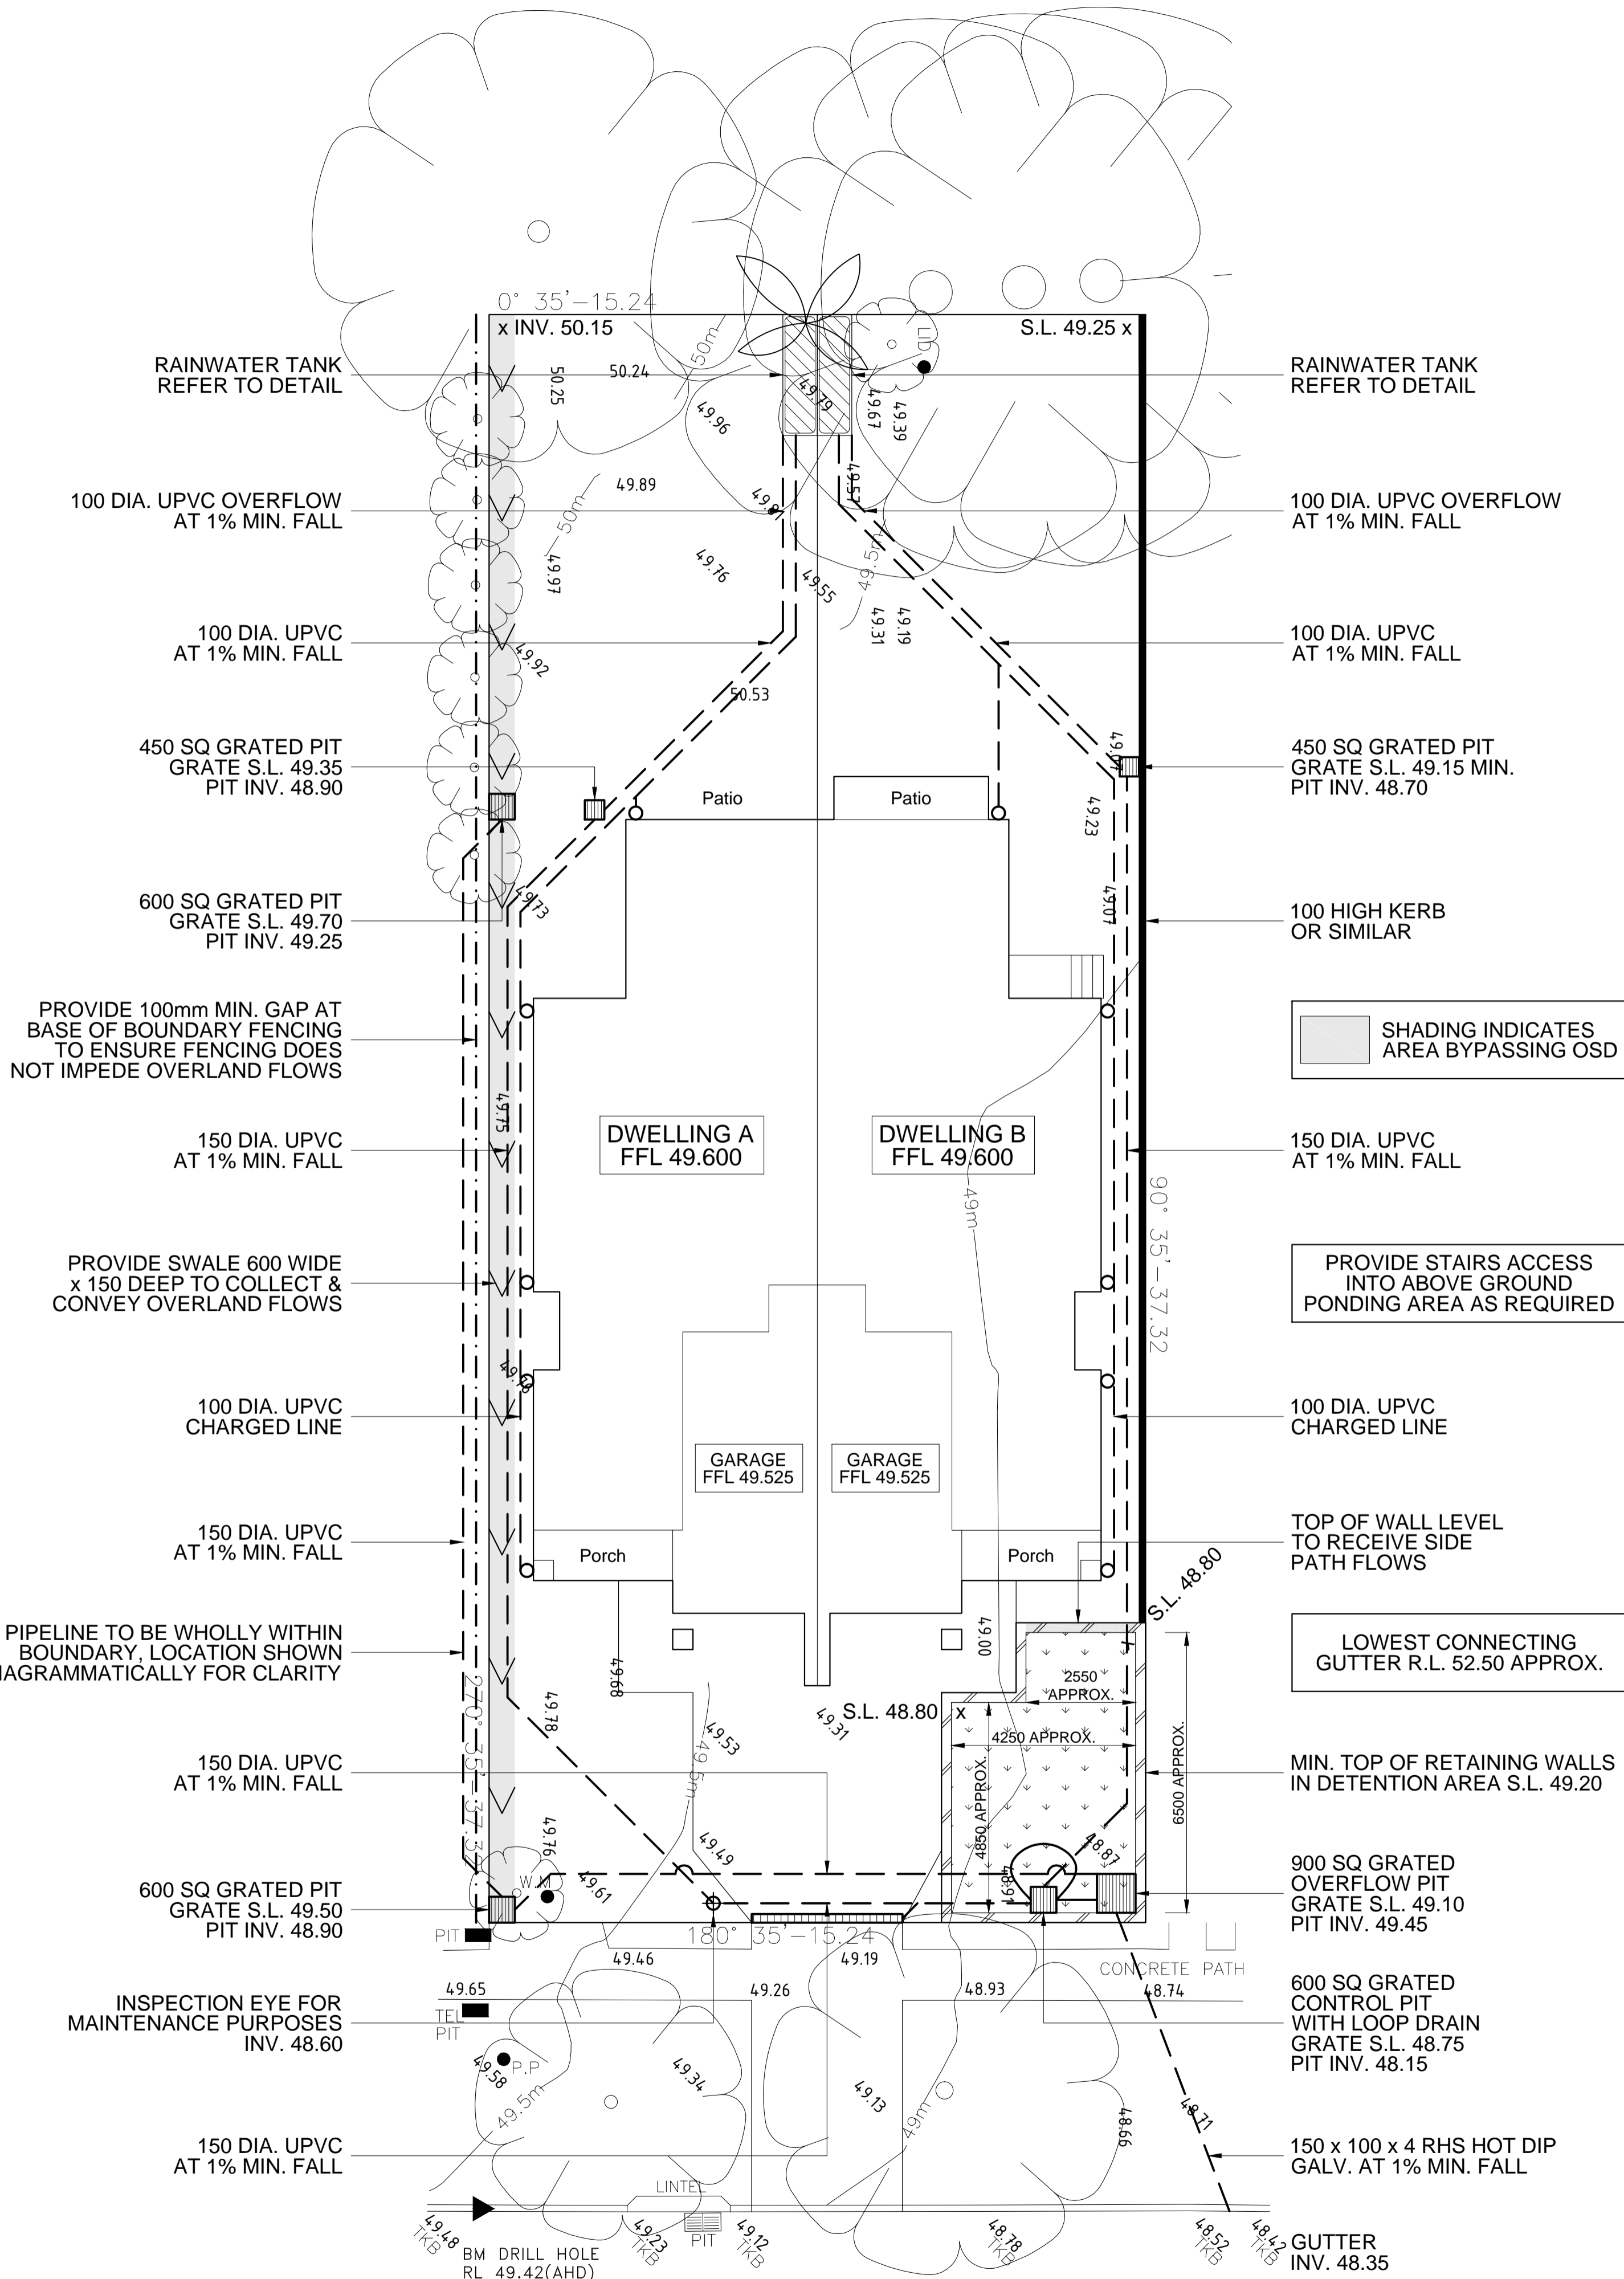 0° 35'-15.24
x INV. 50.15
S.L. 49.25 x
RAINWATER TANK
REFER TO DETAIL
100 DIA. UPVC OVERFLOW
AT 1% MIN. FALL
100 DIA. UPVC
AT 1% MIN. FALL
450 SQ GRATED PIT
GRATE S.L. 49.35
PIT INV. 48.90
600 SQ GRATED PIT
GRATE S.L. 49.70
PIT INV. 49.25
PROVIDE 100mm MIN. GAP AT
BASE OF BOUNDARY FENCING
TO ENSURE FENCING DOES
NOT IMPEDE OVERLAND FLOWS
150 DIA. UPVC
AT 1% MIN. FALL
PROVIDE SWALE 600 WIDE
x 150 DEEP TO COLLECT &
CONVEY OVERLAND FLOWS
100 DIA. UPVC
CHARGED LINE
150 DIA. UPVC
AT 1% MIN. FALL
PIPELINE TO BE WHOLLY WITHIN
BOUNDARY, LOCATION SHOWN
IAGRAMMATICALLY FOR CLARITY
150 DIA. UPVC
AT 1% MIN. FALL
600 SQ GRATED PIT
GRATE S.L. 49.50
PIT INV. 48.90
INSPECTION EYE FOR
MAINTENANCE PURPOSES
INV. 48.60
150 DIA. UPVC
AT 1% MIN. FALL
50.25
50.24
50m
49.96
49.79
49.67
49.39
LID
49.89
50m
49.57
49.97
49.76
49.55
49.5m
49.31
49.19
49.92
50.53
Patio
Patio
49.23
49.73
49.07
49.75
DWELLING A
FFL 49.600
DWELLING B
FFL 49.600
49m
90° 35'-37.32
GARAGE
FFL 49.525
GARAGE
FFL 49.525
Porch
Porch
S.L. 48.80
49.00
49.68
2550
APPROX.
S.L. 48.80 x
49.31
49.78
49.53
49.5m
4250 APPROX.
4850 APPROX.
6500 APPROX.
49.76
49.49
48.87
48.91
W.M
49.61
PIT
180° 35'-15.24
49.46
49.19
CONCRETE PATH
49.65
49.26
48.93
48.74
TEL
PIT
P.P
49.58
49.34
49.13
49.5m
49m
48.66
48.71
LINTEL
PIT
49.48
TKB
49.23
TKB
49.12
TKB
48.78
TKB
48.52
TKB
48.42
TKB
BM DRILL HOLE
RL 49.42(AHD)
RAINWATER TANK
REFER TO DETAIL
100 DIA. UPVC OVERFLOW
AT 1% MIN. FALL
100 DIA. UPVC
AT 1% MIN. FALL
450 SQ GRATED PIT
GRATE S.L. 49.15 MIN.
PIT INV. 48.70
100 HIGH KERB
OR SIMILAR
SHADING INDICATES
AREA BYPASSING OSD
150 DIA. UPVC
AT 1% MIN. FALL
PROVIDE STAIRS ACCESS
INTO ABOVE GROUND
PONDING AREA AS REQUIRED
100 DIA. UPVC
CHARGED LINE
TOP OF WALL LEVEL
TO RECEIVE SIDE
PATH FLOWS
LOWEST CONNECTING
GUTTER R.L. 52.50 APPROX.
MIN. TOP OF RETAINING WALLS
IN DETENTION AREA S.L. 49.20
900 SQ GRATED
OVERFLOW PIT
GRATE S.L. 49.10
PIT INV. 49.45
600 SQ GRATED
CONTROL PIT
WITH LOOP DRAIN
GRATE S.L. 48.75
PIT INV. 48.15
150 x 100 x 4 RHS HOT DIP
GALV. AT 1% MIN. FALL
GUTTER
INV. 48.35